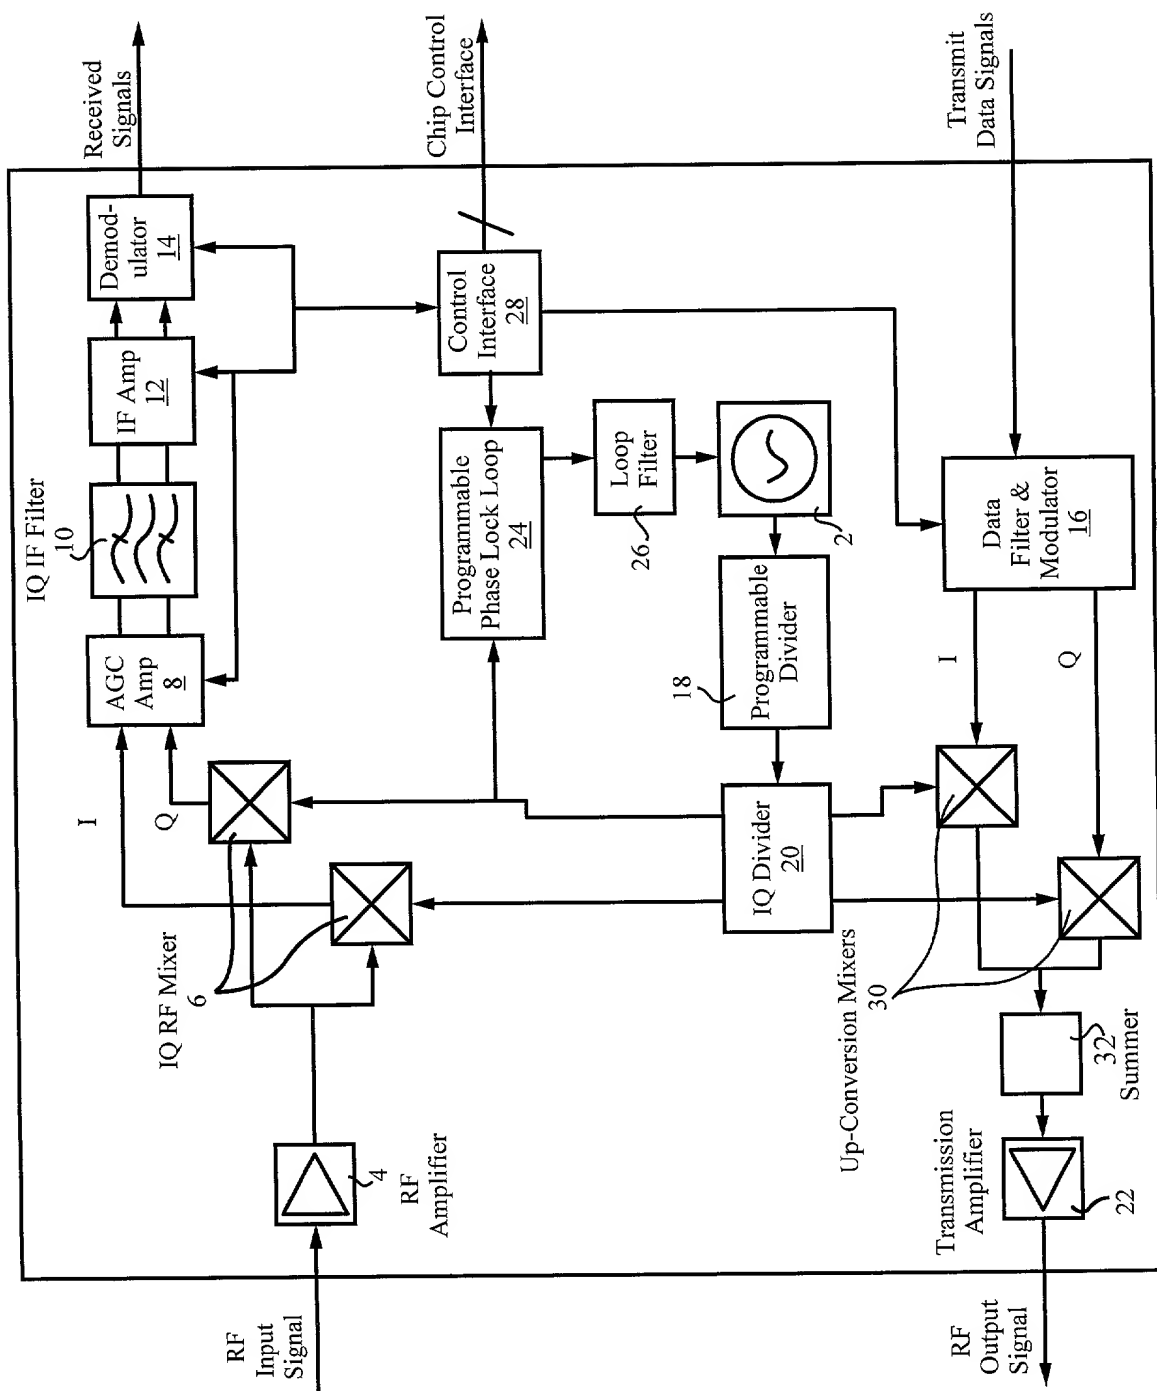 Received
Signals
Chip Control
Interface
Transmit
Data Signals
IQ IF Filter
10
AGC
Amp
8
IF Amp
12
Demod-
ulator
14
I
Q
IQ RF Mixer
6
Programmable
Phase Lock Loop
24
Control
Interface
28
Loop
Filter
26
2
18
Programmable
Divider
IQ Divider
20
Data
Filter &
Modulator
16
I
Q
Up-Conversion Mixers
30
RF
Input
Signal
4
RF
Amplifier
32
Summer
Transmission
Amplifier
22
RF
Output
Signal